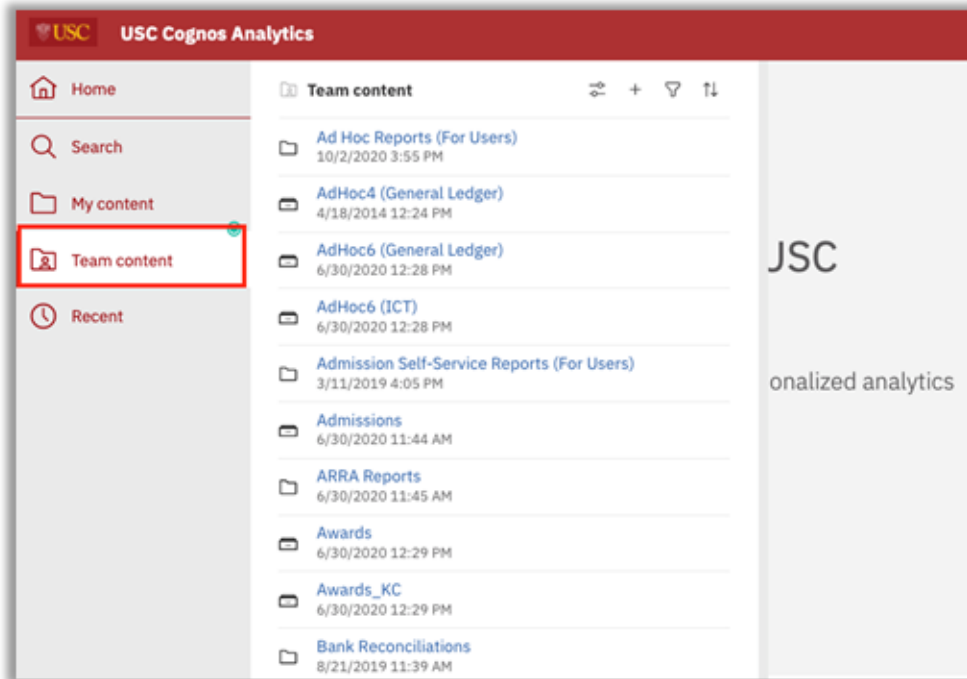 USC USC Cognos Analytics
Home
Search
My content
Team content
Recent
Team content
Ad Hoc Reports (For Users)
10/2/2020 3:55 PM
AdHoc4 (General Ledger)
4/18/2014 12:24 PM
AdHoc6 (General Ledger)
6/30/2020 12:28 PM
AdHoc6 (ICT)
6/30/2020 12:28 PM
Admission Self-Service Reports (For Users)
3/11/2019 4:05 PM
Admissions
6/30/2020 11:44 AM
ARRA Reports
6/30/2020 11:45 AM
Awards
6/30/2020 12:29 PM
Awards_KC
6/30/2020 12:29 PM
Bank Reconciliations
8/21/2019 11:39 AM
JSC
onalized analytics